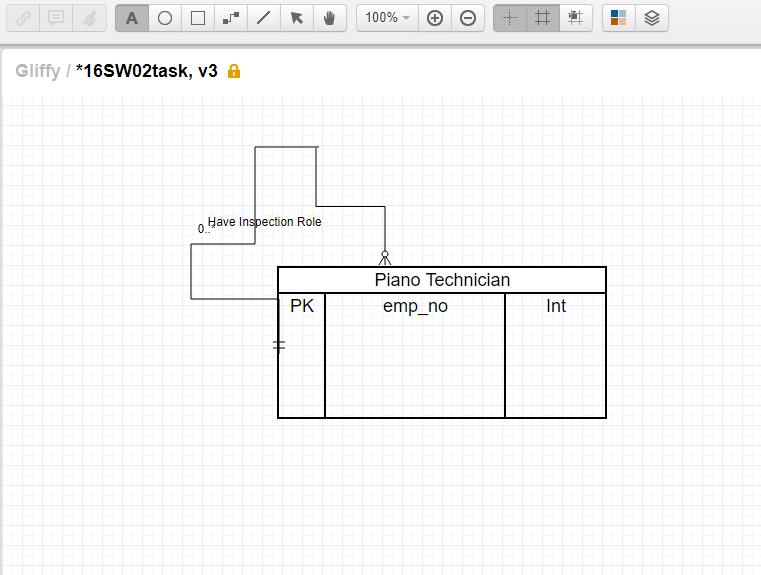 A
100%
Gliffy / *16SW02task, v3
Have Inspection Role
0..*
Piano Technician
PK emp_no Int